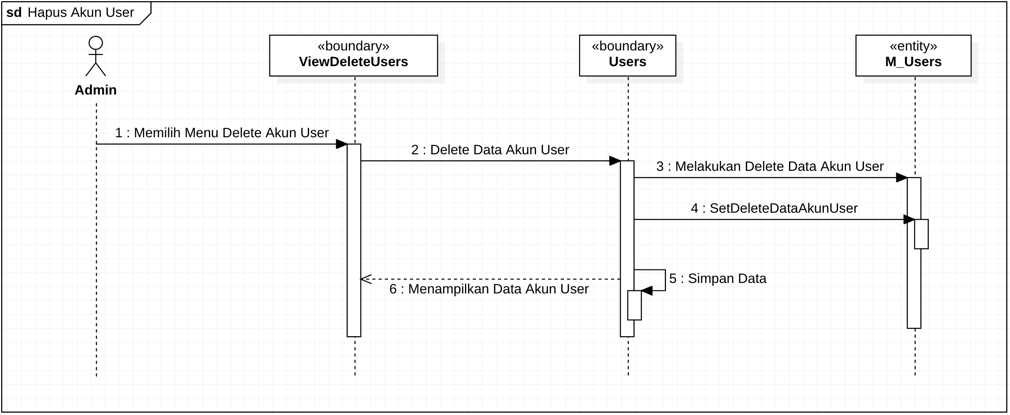 sd Hapus Akun User
«boundary»
ViewDeleteUsers
«boundary»
Users
«entity»
M_Users
Admin
1 : Memilih Menu Delete Akun User
2 : Delete Data Akun User
3 : Melakukan Delete Data Akun User
4 : SetDeleteDataAkunUser
5 : Simpan Data
6 : Menampilkan Data Akun User